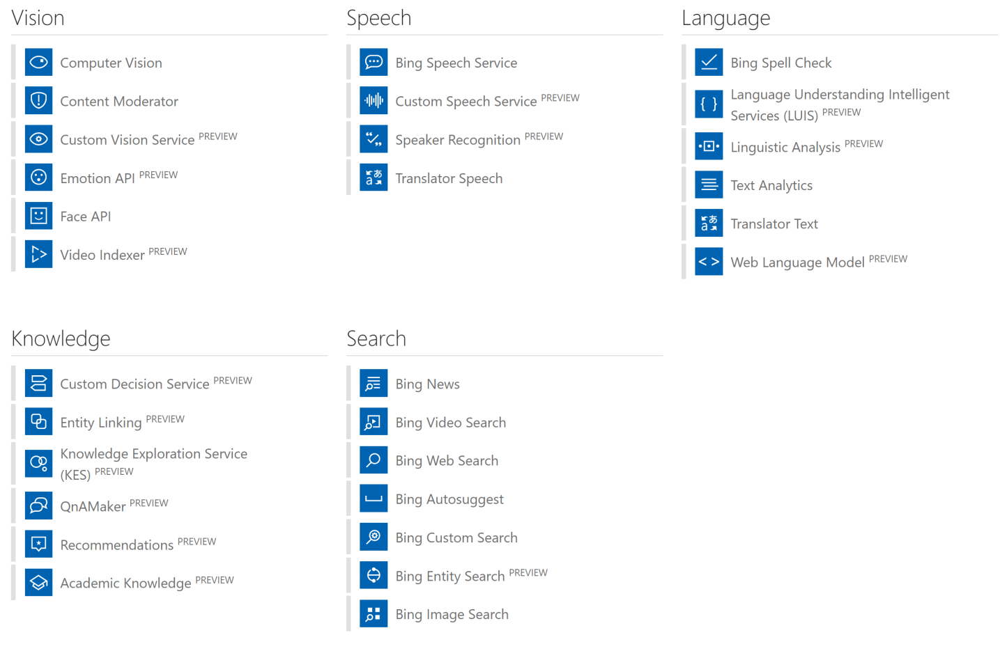 Vision
Computer Vision
Content Moderator
Custom Vision Service PREVIEW
Emotion API PREVIEW
Face API
Video Indexer PREVIEW
Speech
Bing Speech Service
Custom Speech Service PREVIEW
Speaker Recognition PREVIEW
Translator Speech
Language
Bing Spell Check
Language Understanding Intelligent
Services (LUIS) PREVIEW
Linguistic Analysis PREVIEW
Text Analytics
Translator Text
Web Language Model PREVIEW
Knowledge
Custom Decision Service PREVIEW
Entity Linking PREVIEW
Knowledge Exploration Service
(KES) PREVIEW
QnAMaker PREVIEW
Recommendations PREVIEW
Academic Knowledge PREVIEW
Search
Bing News
Bing Video Search
Bing Web Search
Bing Autosuggest
Bing Custom Search
Bing Entity Search PREVIEW
Bing Image Search